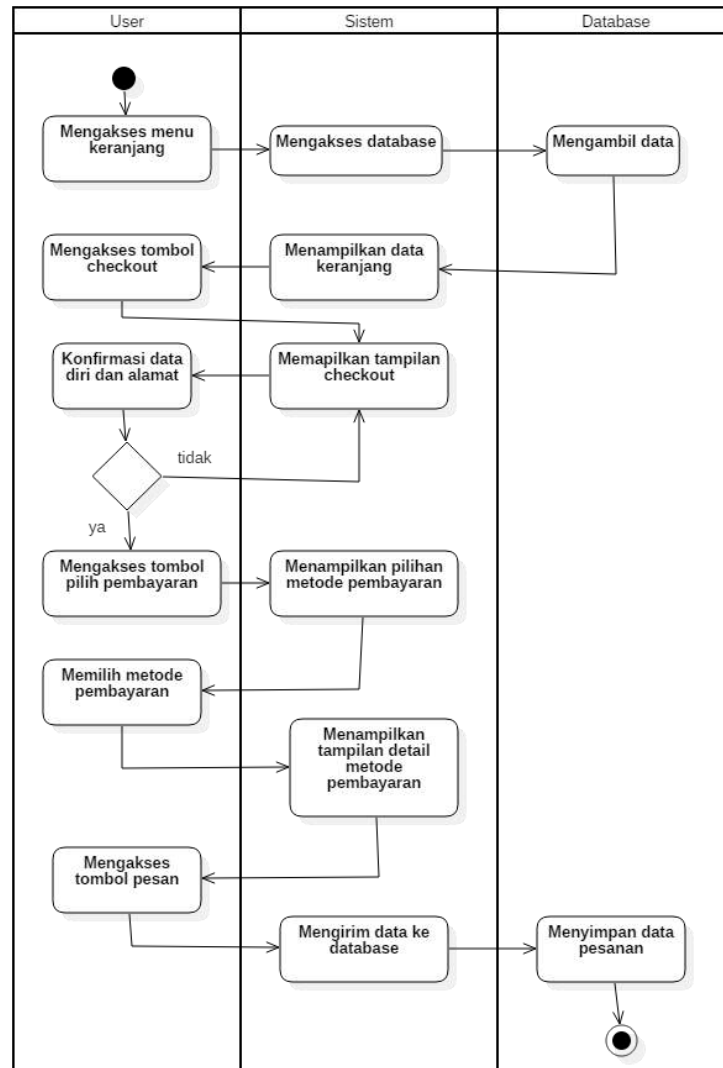 User
Sistem
Database
Mengakses menu
keranjang
Mengakses database
Mengambil data
Mengakses tombol
checkout
Menampilkan data
keranjang
Konfirmasi data
diri dan alamat
Memapilkan tampilan
checkout
tidak
ya
Mengakses tombol
pilih pembayaran
Menampilkan pilihan
metode pembayaran
Memilih metode
pembayaran
Menampilkan
tampilan detail
metode
pembayaran
Mengakses
tombol pesan
Mengirim data ke
database
Menyimpan data
pesanan